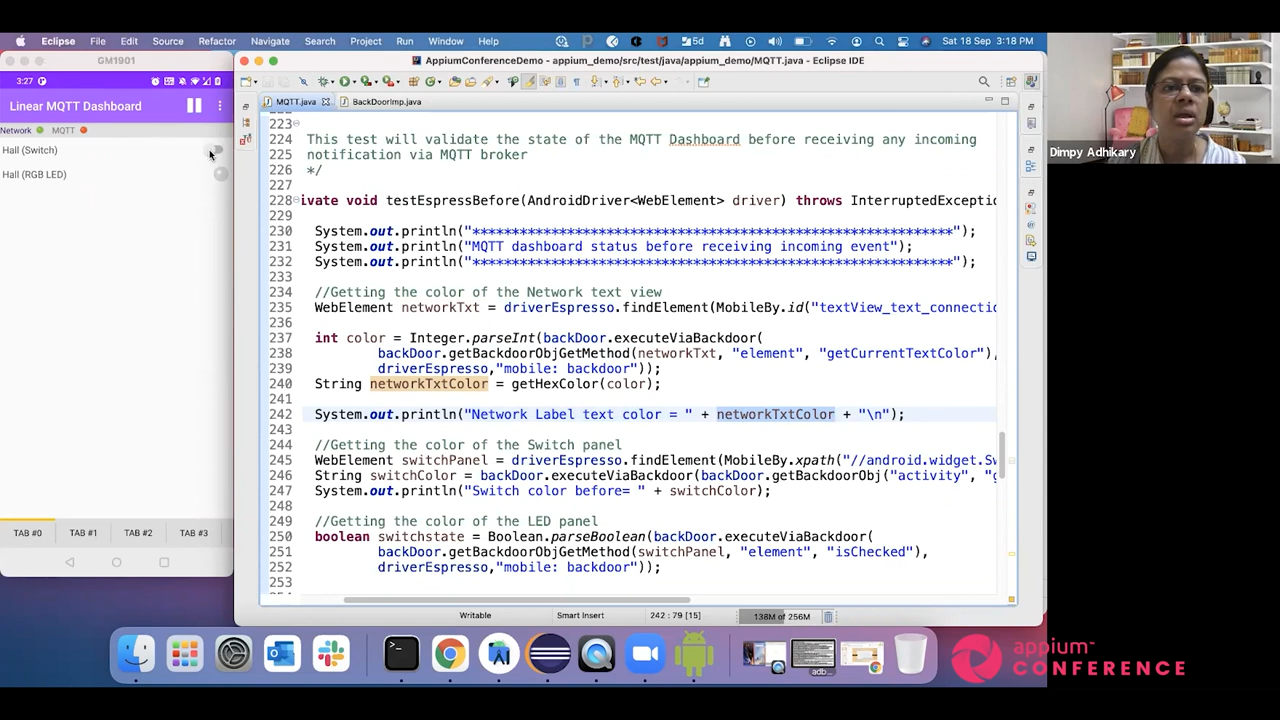 Eclipse File Edit Source Refactor Navigate Search Project Run Window Help 5d Sat 18 Sep 3:18 PM
GM1901
AppiumConferenceDemo - appium_demo/src/test/java/appium_demo/MQTT.java - Eclipse IDE
3:27
Linear MQTT Dashboard
MQTT.java BackDoorImp.java
Network MQTT
Hall (Switch)
Hall (RGB LED)
TAB #0 TAB #1 TAB #2 TAB #3
223
224 This test will validate the state of the MQTT Dashboard before receiving any incoming
225 notification via MQTT broker
226 */
227
228 ivate void testEspressBefore(AndroidDriver<WebElement> driver) throws InterruptedExceptio
229
230 System.out.println("*************************************************************");
231 System.out.println("MQTT dashboard status before receiving incoming event");
232 System.out.println("*************************************************************");
233
234 //Getting the color of the Network text view
235 WebElement networkTxt = driverEspresso.findElement(MobileBy.id("textView_text_connectio
236
237 int color = Integer.parseInt(backDoor.executeViaBackdoor(
238 backDoor.getBackdoorObjGetMethod(networkTxt, "element", "getCurrentTextColor"),
239 driverEspresso,"mobile: backdoor"));
240 String networkTxtColor = getHexColor(color);
241
242 System.out.println("Network Label text color = " + networkTxtColor + "\n");
243
244 //Getting the color of the Switch panel
245 WebElement switchPanel = driverEspresso.findElement(MobileBy.xpath("//android.widget.Sw
246 String switchColor = backDoor.executeViaBackdoor(backDoor.getBackdoorObj("activity", "g
247 System.out.println("Switch color before= " + switchColor);
248
249 //Getting the color of the LED panel
250 boolean switchstate = Boolean.parseBoolean(backDoor.executeViaBackdoor(
251 backDoor.getBackdoorObjGetMethod(switchPanel, "element", "isChecked"),
252 driverEspresso,"mobile: backdoor"));
253
Writable Smart Insert 242 : 79 [15] 138M of 256M
Dimpy Adhikary
adb
appium™
CONFERENCE